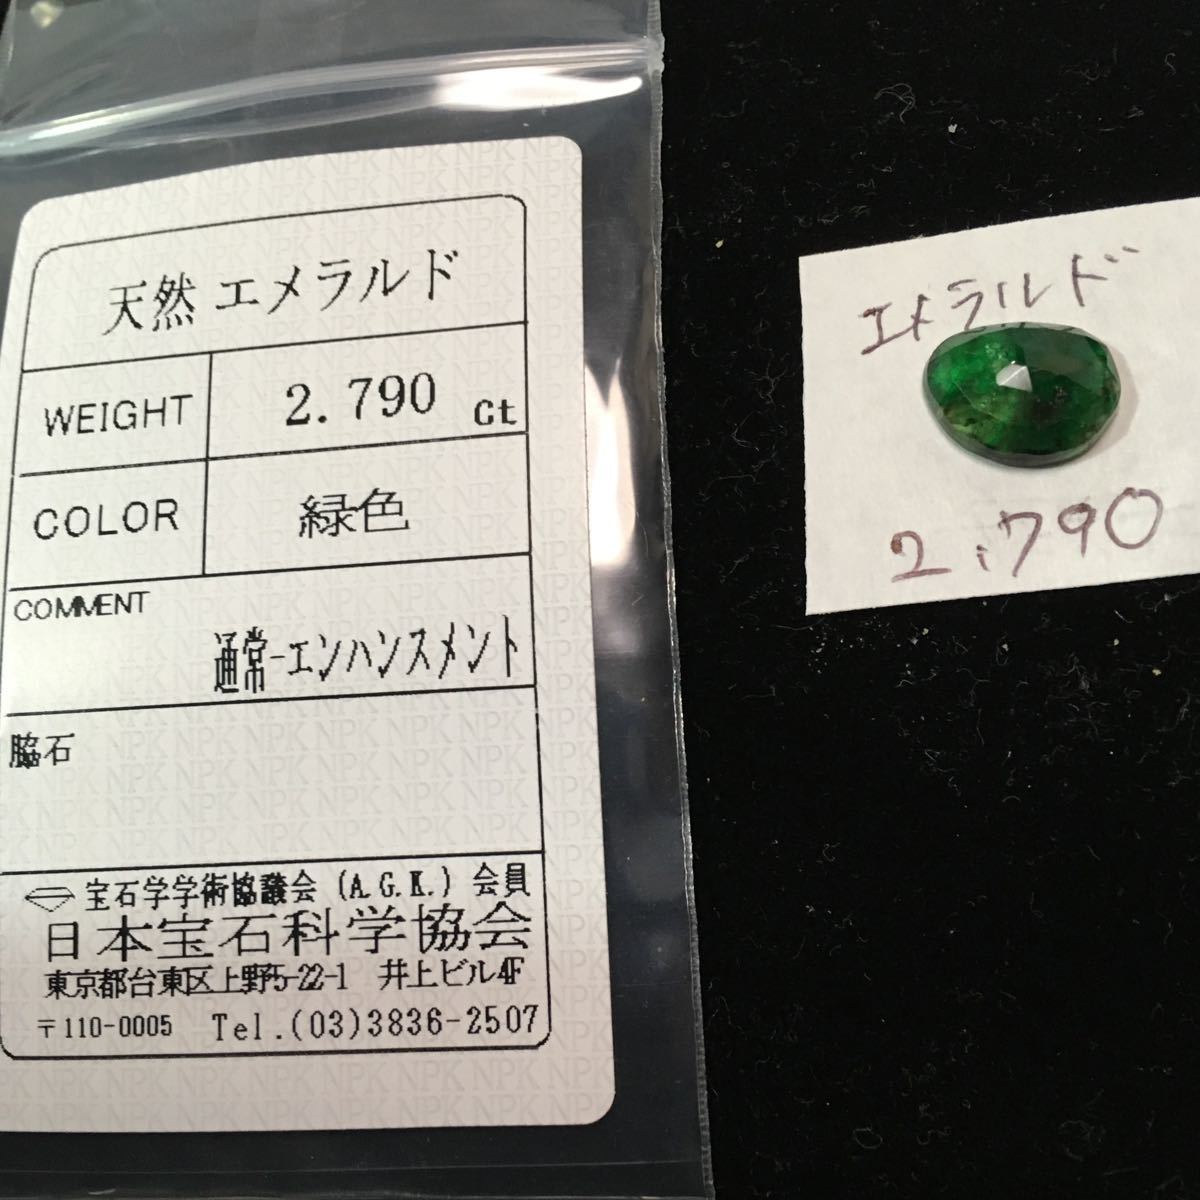 天然 エメラルド
WEIGHT 2.790 Ct
COLOR 緑色
COMMENT
通常-エンハンスメント
脇石
宝石学学術協議会 (A.G.K.) 会員
日本宝石科学協会
東京都台東区上野5-22-1 井上ビル4F
〒110-0005 Tel.(03)3836-2507
エメラルド
2.790